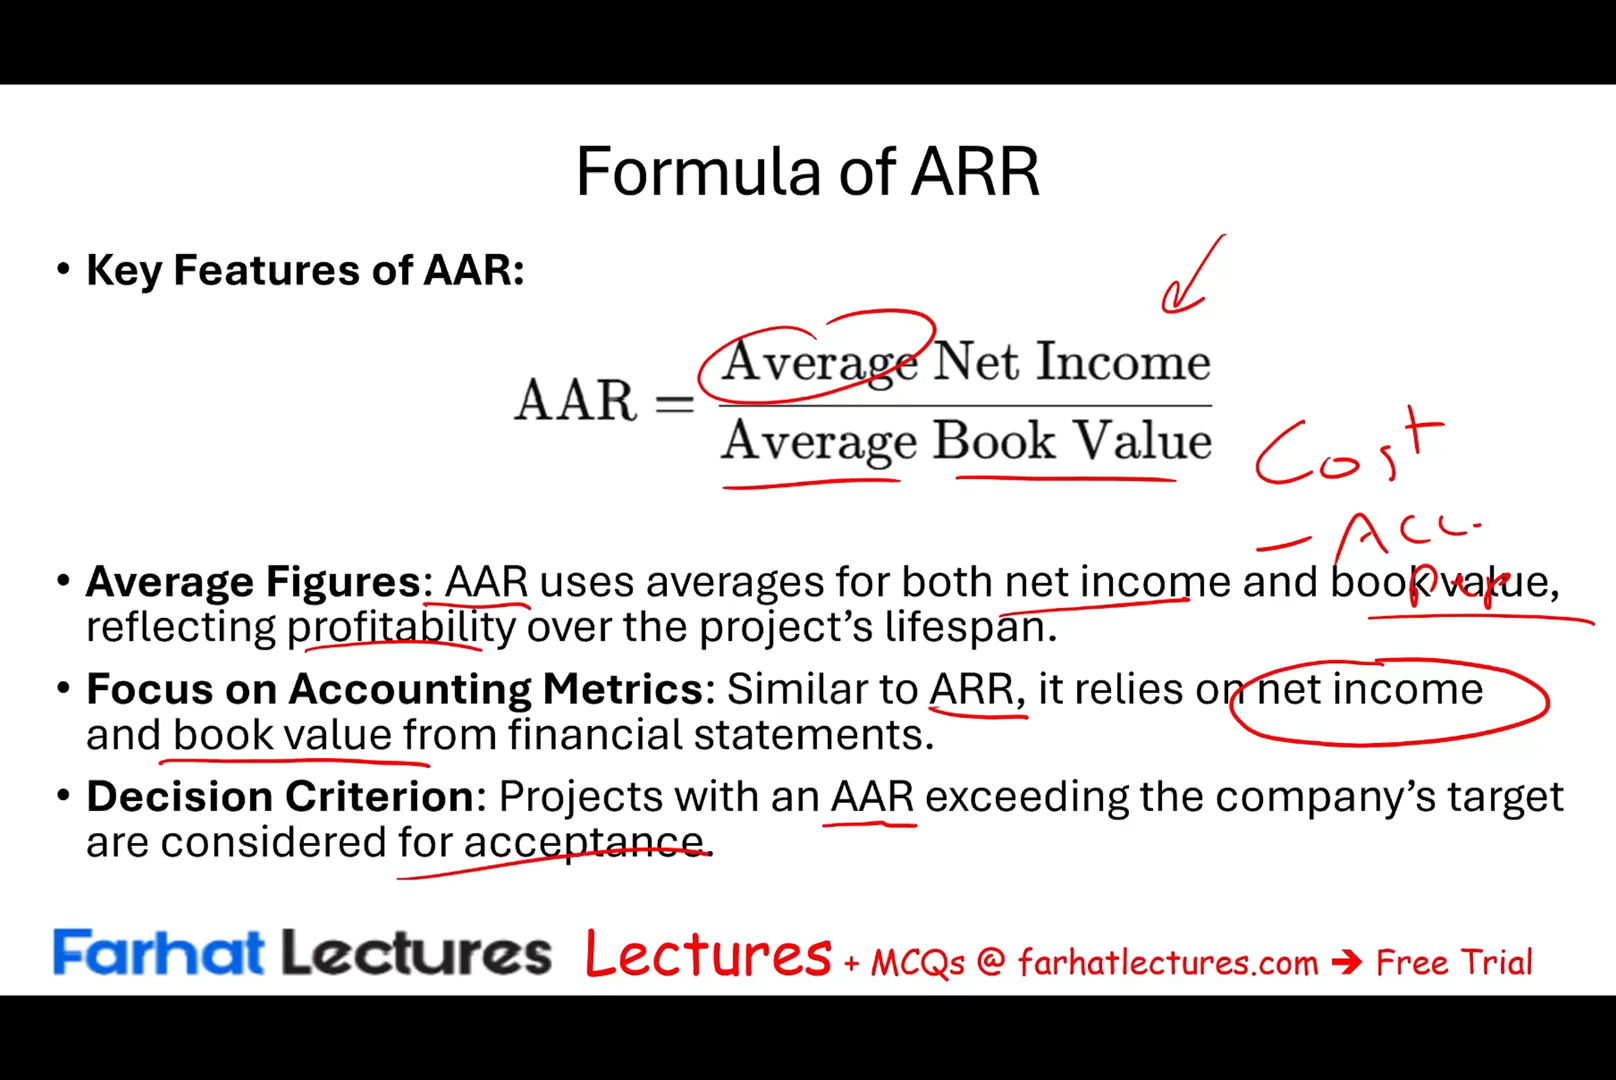 Formula of ARR
• Key Features of AAR:
AAR = Average Net Income / Average Book Value
Cost
- Acc.
• Average Figures: AAR uses averages for both net income and book value,
reflecting profitability over the project's lifespan.
• Focus on Accounting Metrics: Similar to ARR, it relies on net income
and book value from financial statements.
• Decision Criterion: Projects with an AAR exceeding the company's target
are considered for acceptance.
Farhat Lectures Lectures + MCQs @ farhatlectures.com → Free Trial